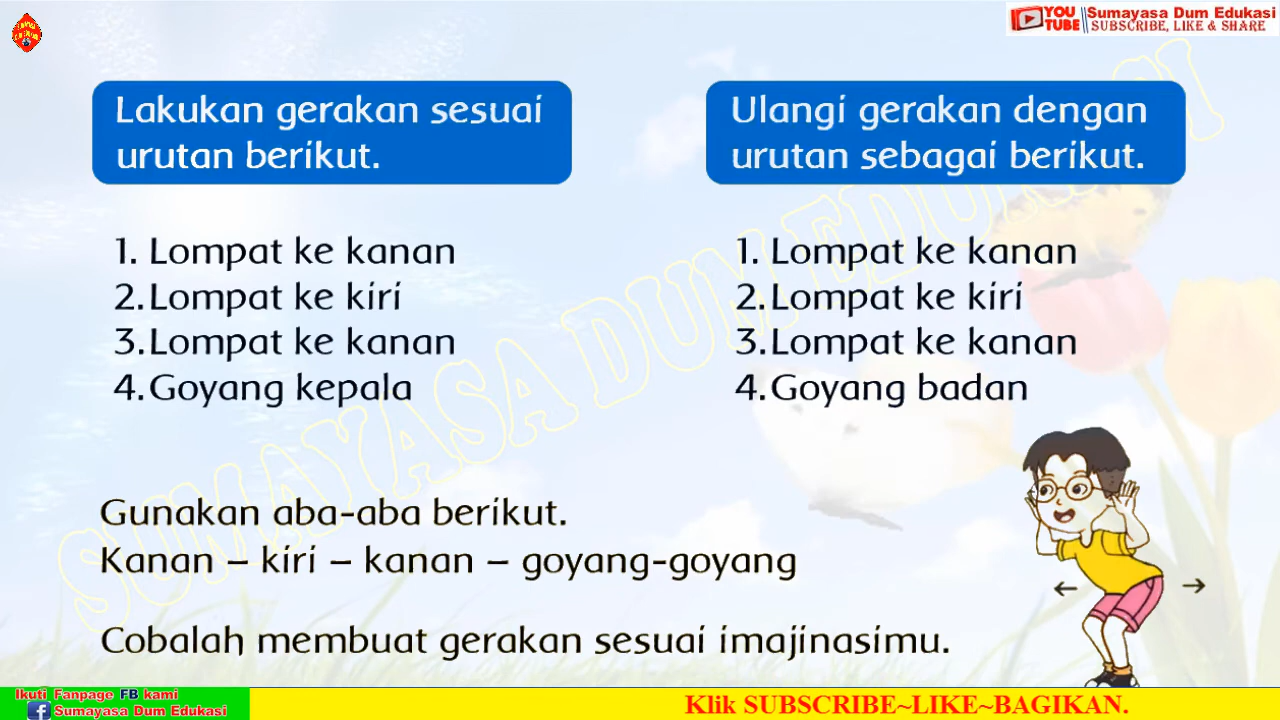 YOU TUBE
Sumayasa Dum Edukasi
SUBSCRIBE, LIKE & SHARE
Lakukan gerakan sesuai
urutan berikut.
1. Lompat ke kanan
2. Lompat ke kiri
3. Lompat ke kanan
4. Goyang kepala
Ulangi gerakan dengan
urutan sebagai berikut.
1. Lompat ke kanan
2. Lompat ke kiri
3. Lompat ke kanan
4. Goyang badan
Gunakan aba-aba berikut.
Kanan – kiri – kanan – goyang-goyang
Cobalah membuat gerakan sesuai imajinasimu.
SUMAYASA DUM EDUKASI
Ikuti Fanpage FB kami
Sumayasa Dum Edukasi
Klik SUBSCRIBE~LIKE~BAGIKAN.